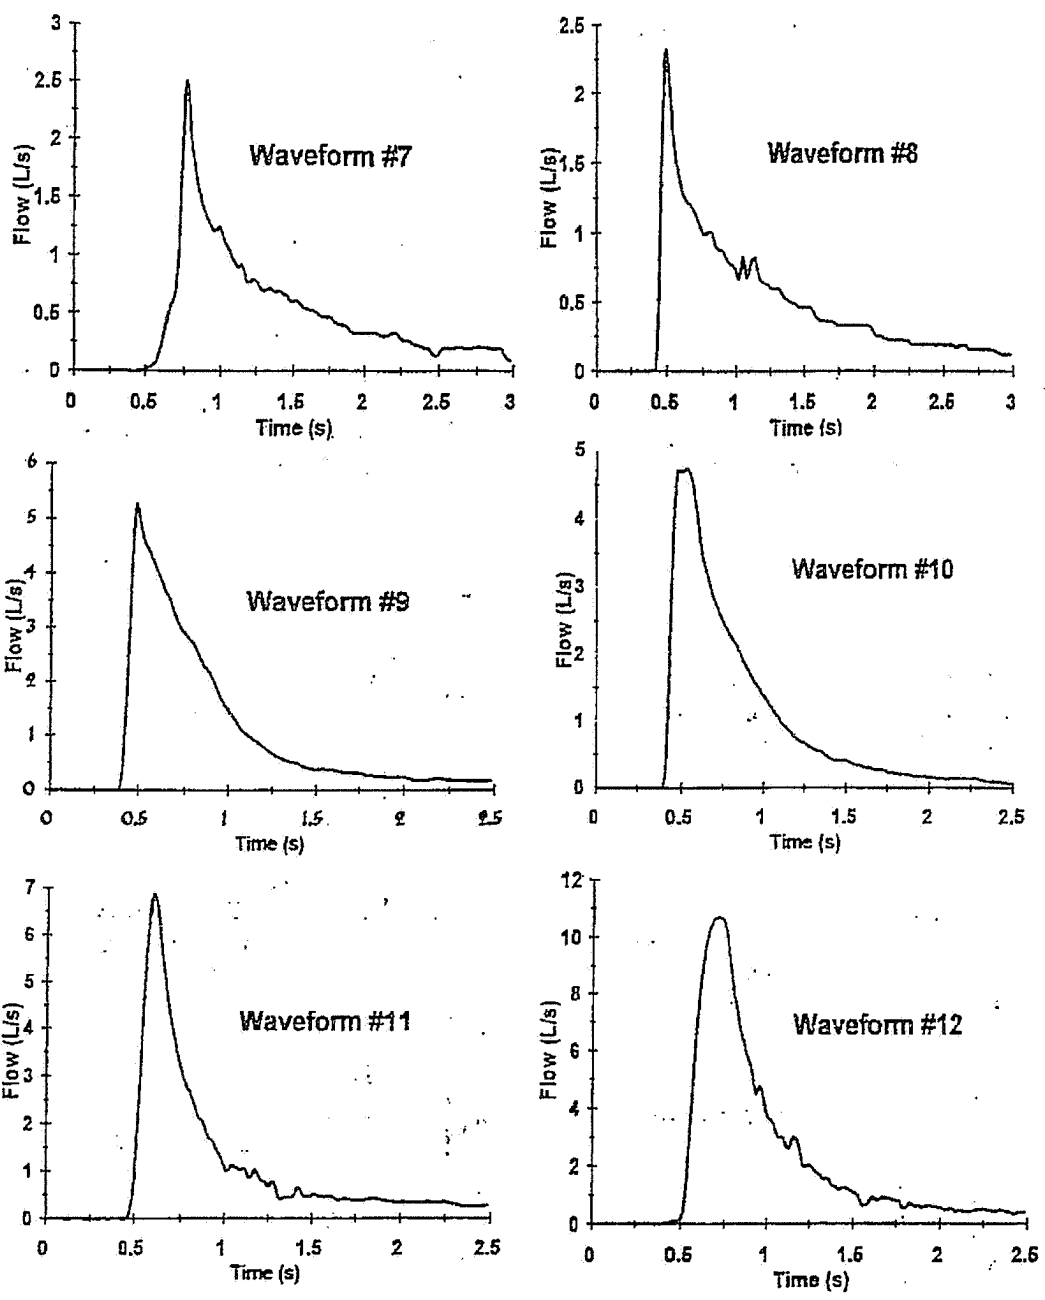 3
2.5
2
1.5
1
0.5
0
Flow (L/s)
Waveform #7
0 0.5 1 1.5 2 2.5 3
Time (s)
2.5
2
1.5
1
0.5
0
Flow (L/s)
Waveform #8
0 0.5 1 1.5 2 2.5 3
Time (s)
6
5
4
3
2
1
0
Flow (L/s)
Waveform #9
0 0.5 1 1.5 2 2.5
Time (s)
5
4
3
2
1
0
Flow (L/s)
Waveform #10
0 0.5 1 1.5 2 2.5
Time (s)
7
6
5
4
3
2
1
0
Flow (L/s)
Waveform #11
0 0.5 1 1.5 2 2.5
Time (s)
12
10
8
6
4
2
0
Flow (L/s)
Waveform #12
0 0.5 1 1.5 2 2.5
Time (s)